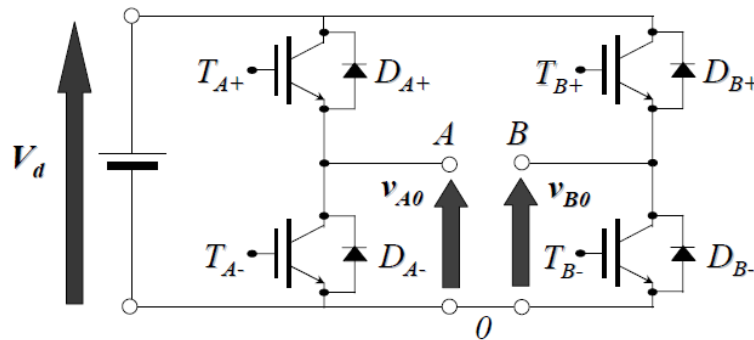 T_{A+} D_{A+} T_{B+} D_{B+}
A B
V_d v_{A0} v_{B0}
T_{A-} D_{A-} T_{B-} D_{B-}
0